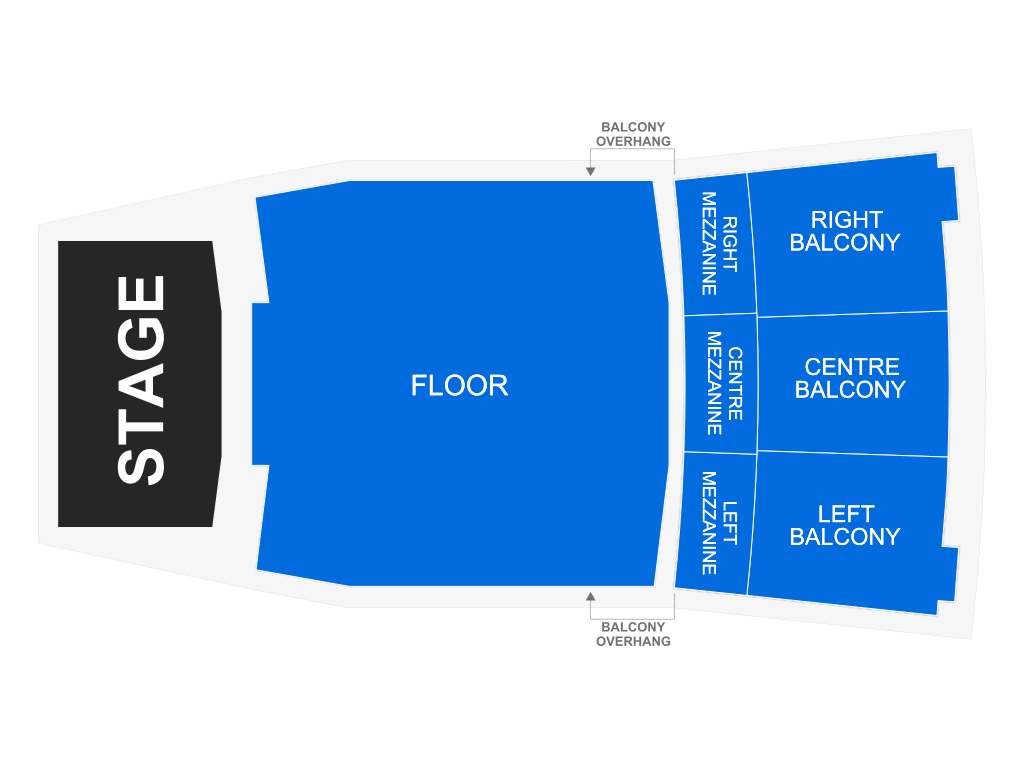 BALCONY
OVERHANG
STAGE
FLOOR
RIGHT
MEZZANINE
RIGHT
BALCONY
CENTRE
MEZZANINE
CENTRE
BALCONY
LEFT
MEZZANINE
LEFT
BALCONY
BALCONY
OVERHANG